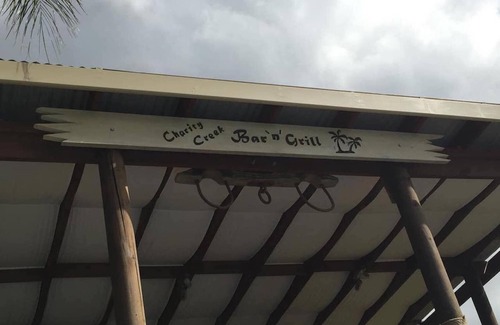 Charity
Creek Bar 'n' Grill